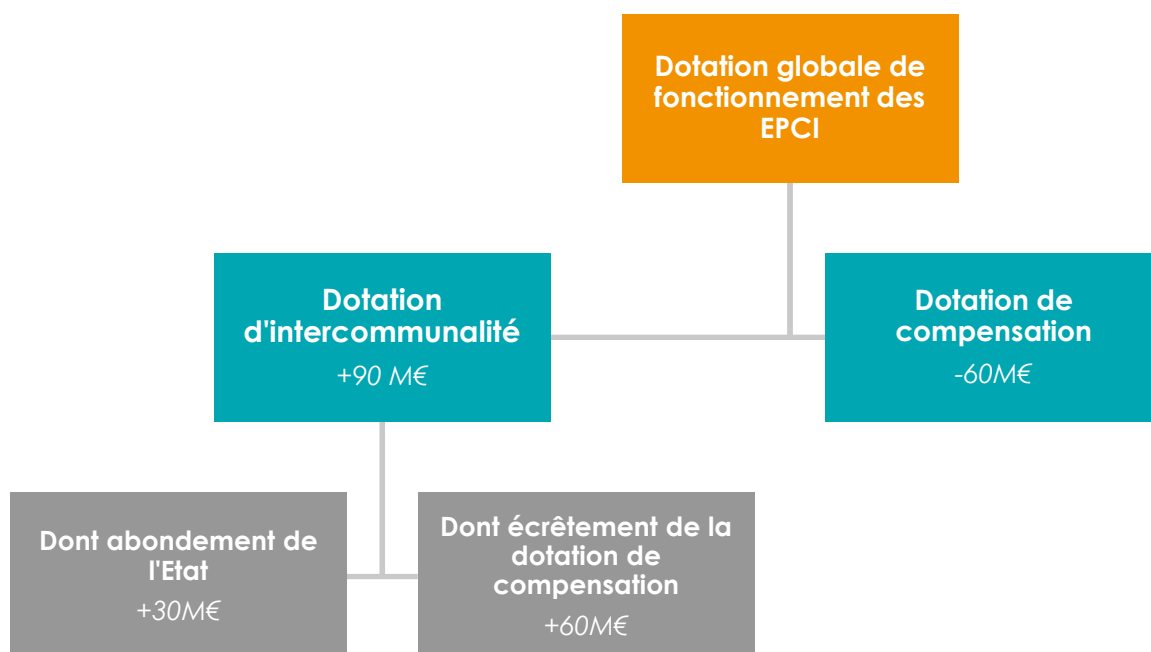 Dotation globale de
fonctionnement des
EPCI
Dotation
d'intercommunalité
+90 M€
Dotation de
compensation
-60M€
Dont abondement de
l'Etat
+30M€
Dont écrêtement de la
dotation de
compensation
+60M€